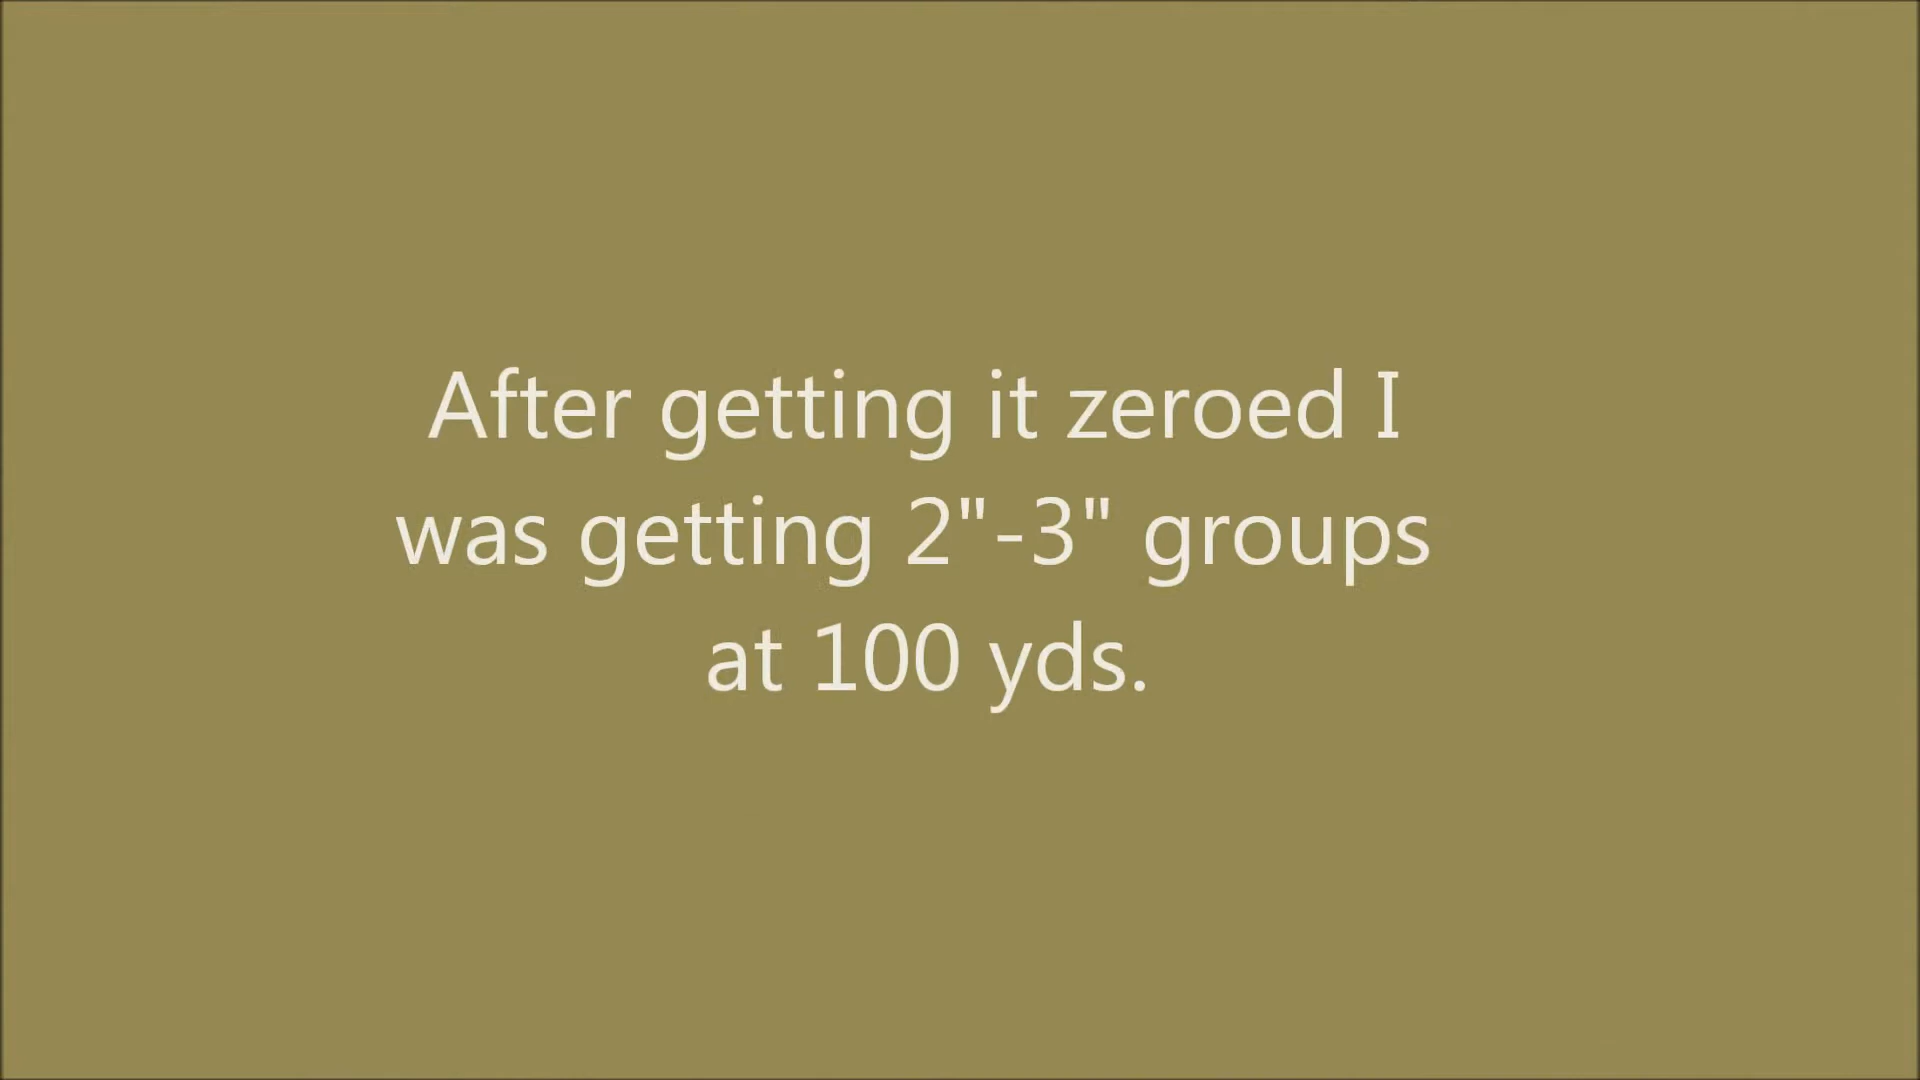 After getting it zeroed I
was getting 2"-3" groups
at 100 yds.